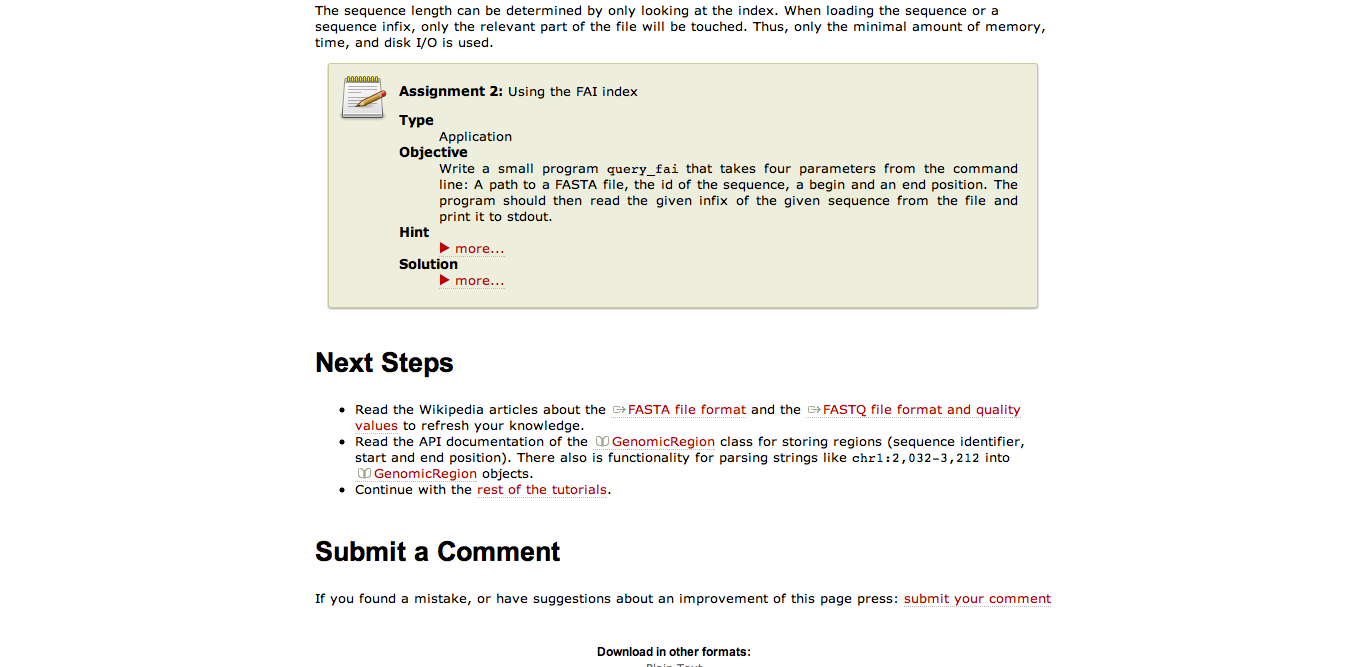 The sequence length can be determined by only looking at the index. When loading the sequence or a
sequence infix, only the relevant part of the file will be touched. Thus, only the minimal amount of memory,
time, and disk I/O is used.
Assignment 2: Using the FAI index
Type
Application
Objective
Write a small program query_fai that takes four parameters from the command
line: A path to a FASTA file, the id of the sequence, a begin and an end position. The
program should then read the given infix of the given sequence from the file and
print it to stdout.
Hint
more...
Solution
more...
Next Steps
• Read the Wikipedia articles about the FASTA file format and the FASTQ file format and quality
values to refresh your knowledge.
• Read the API documentation of the GenomicRegion class for storing regions (sequence identifier,
start and end position). There also is functionality for parsing strings like chr1:2,032-3,212 into
GenomicRegion objects.
• Continue with the rest of the tutorials.
Submit a Comment
If you found a mistake, or have suggestions about an improvement of this page press: submit your comment
Download in other formats:
Plain Text